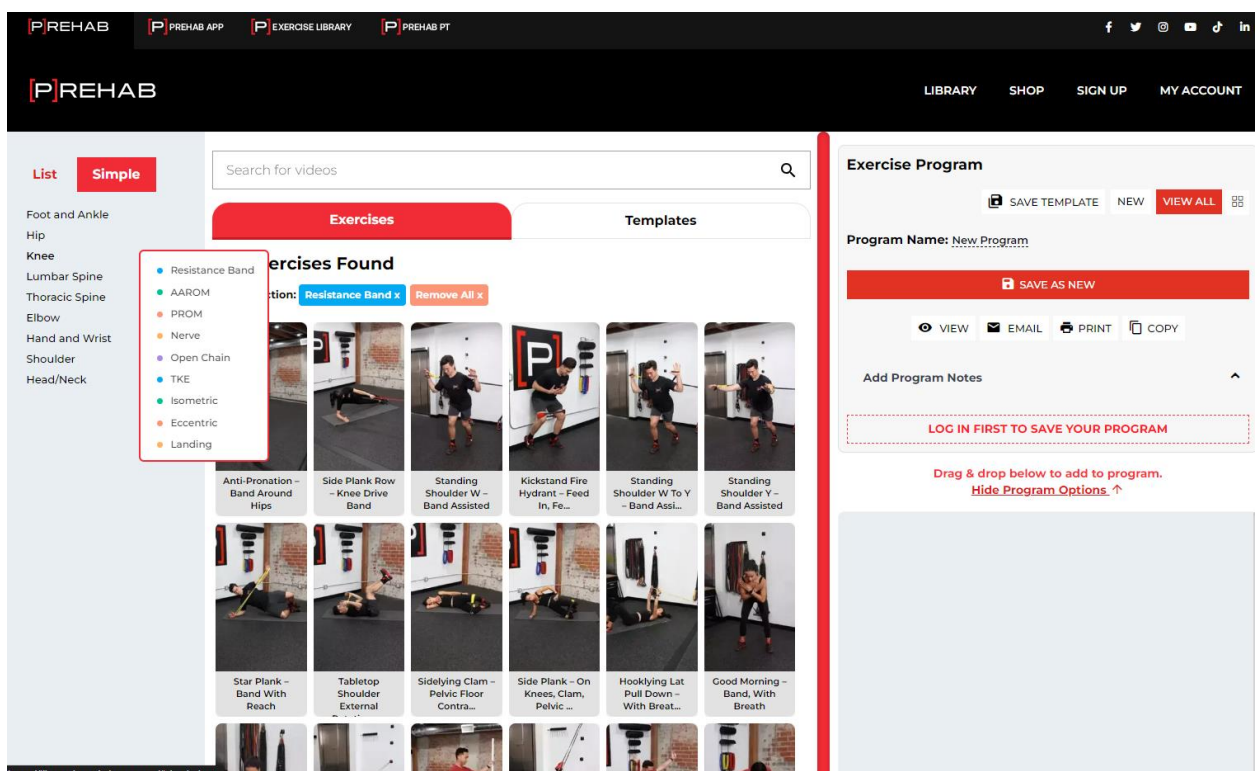 [P]REHAB
[P] PREHAB APP
[P] EXERCISE LIBRARY
[P] PREHAB PT
[P]REHAB
LIBRARY
SHOP
SIGN UP
MY ACCOUNT
List
Simple
Foot and Ankle
Hip
Knee
Lumbar Spine
Thoracic Spine
Elbow
Hand and Wrist
Shoulder
Head/Neck
Resistance Band
AAROM
PROM
Nerve
Open Chain
TKE
Isometric
Eccentric
Landing
Search for videos
Exercises
Templates
ercises Found
tion: Resistance Band x Remove All x
Anti-Pronation –
Band Around
Hips
Side Plank Row
– Knee Drive
Band
Standing
Shoulder W –
Band Assisted
Kickstand Fire
Hydrant – Feed
In, Fe...
Standing
Shoulder W To Y
– Band Assi...
Standing
Shoulder Y –
Band Assisted
Star Plank –
Band With
Reach
Tabletop
Shoulder
External
Sidelying Clam –
Pelvic Floor
Contra...
Side Plank – On
Knees, Clam,
Pelvic ...
Hooklying Lat
Pull Down –
With Breat...
Good Morning –
Band, With
Breath
Exercise Program
SAVE TEMPLATE
NEW
VIEW ALL
Program Name: New Program
SAVE AS NEW
VIEW
EMAIL
PRINT
COPY
Add Program Notes
LOG IN FIRST TO SAVE YOUR PROGRAM
Drag & drop below to add to program.
Hide Program Options ↑